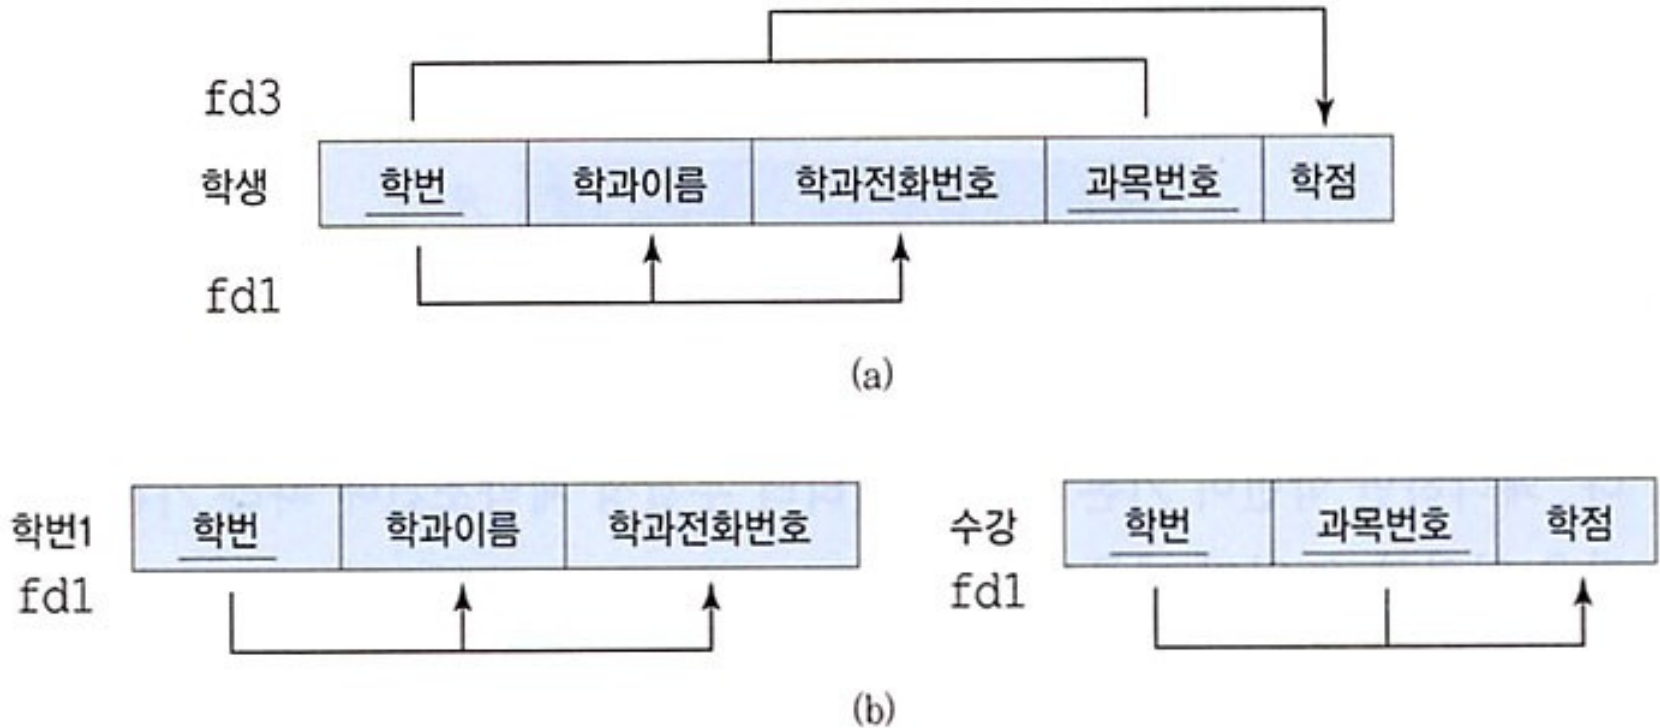 fd3
학생 학번 학과이름 학과전화번호 과목번호 학점
fd1
(a)
학번1 학번 학과이름 학과전화번호 수강 학번 과목번호 학점
fd1 fd1
(b)